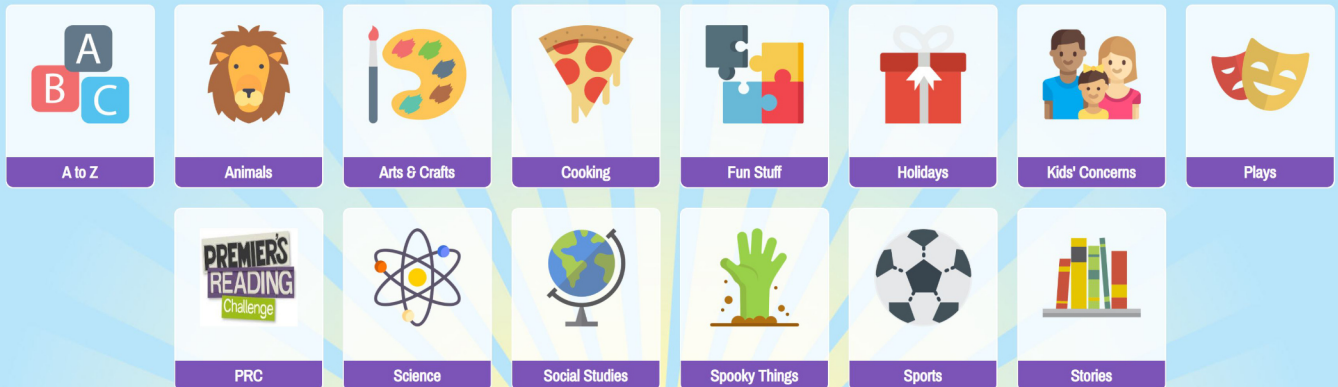 A
B
C
A to Z
Animals
Arts & Crafts
Cooking
Fun Stuff
Holidays
Kids' Concerns
Plays
PREMIER'S
READING
Challenge
PRC
Science
Social Studies
Spooky Things
Sports
Stories